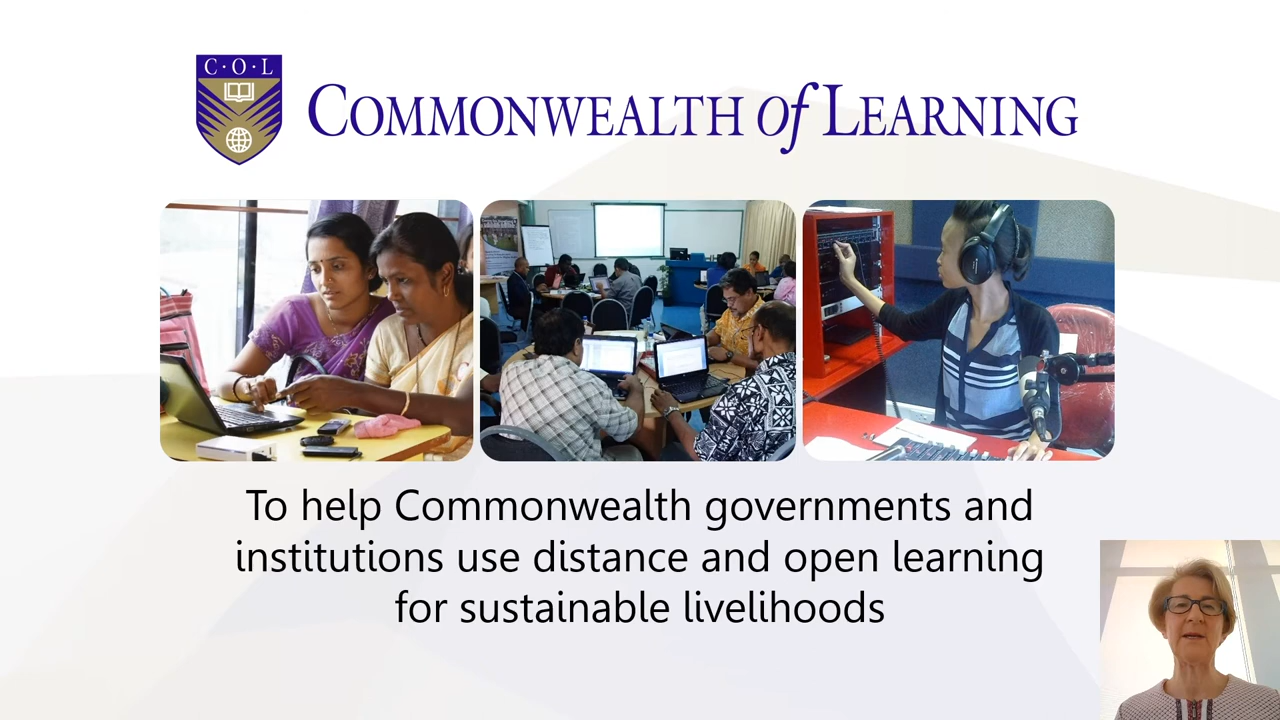 C·O·L
COMMONWEALTH of LEARNING
To help Commonwealth governments and
institutions use distance and open learning
for sustainable livelihoods